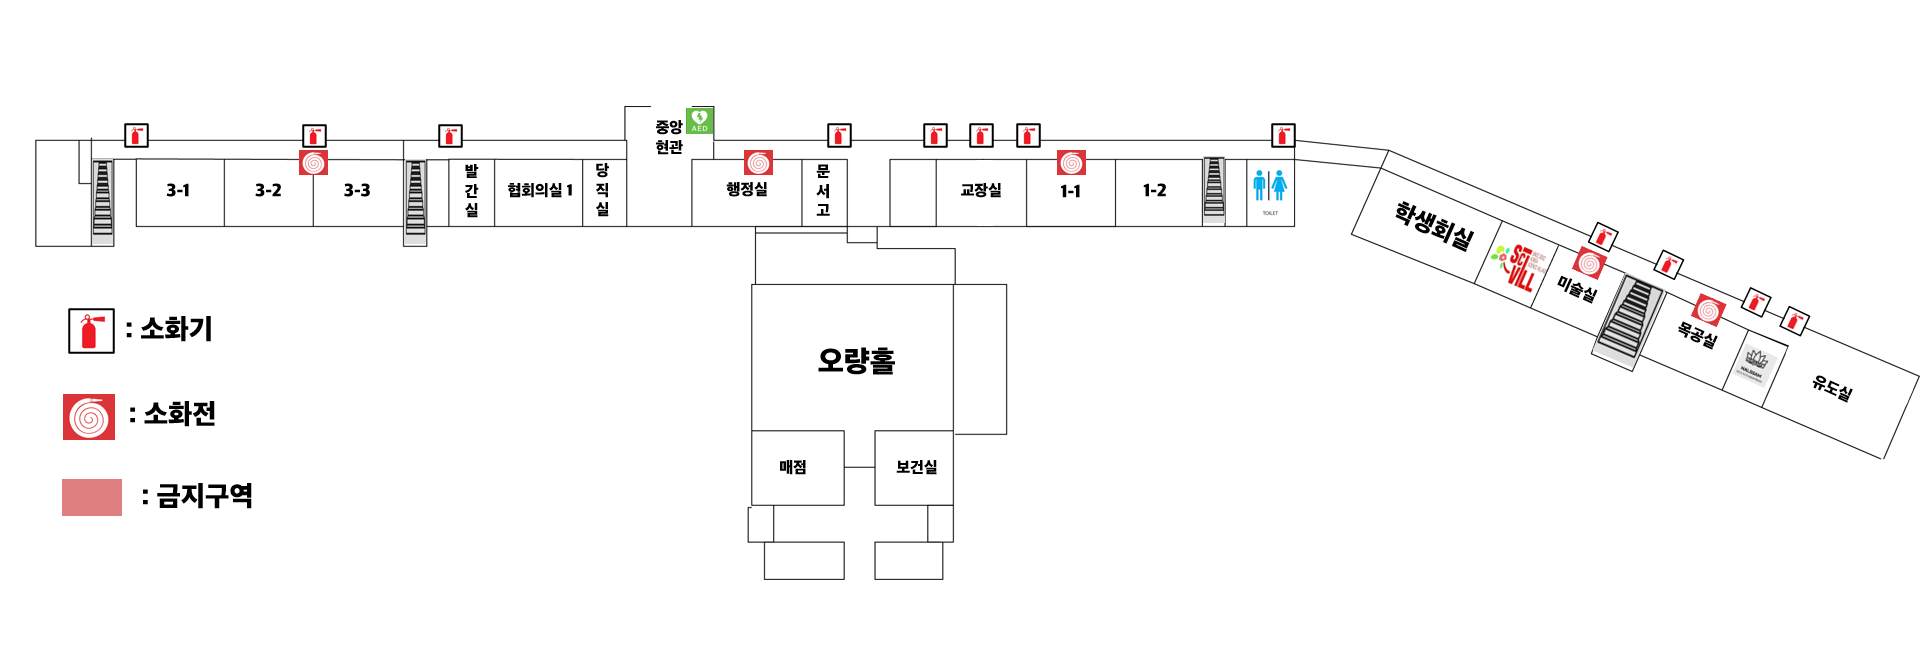 중앙
현관
AED
3-1
3-2
3-3
발
간
실
협회의실 1
당
직
실
행정실
문
서
고
교장실
1-1
1-2
TOILET
학생회실
SCI
VILL
미술실
목공실
HALSSAM
유도실
: 소화기
: 소화전
: 금지구역
오량홀
매점
보건실